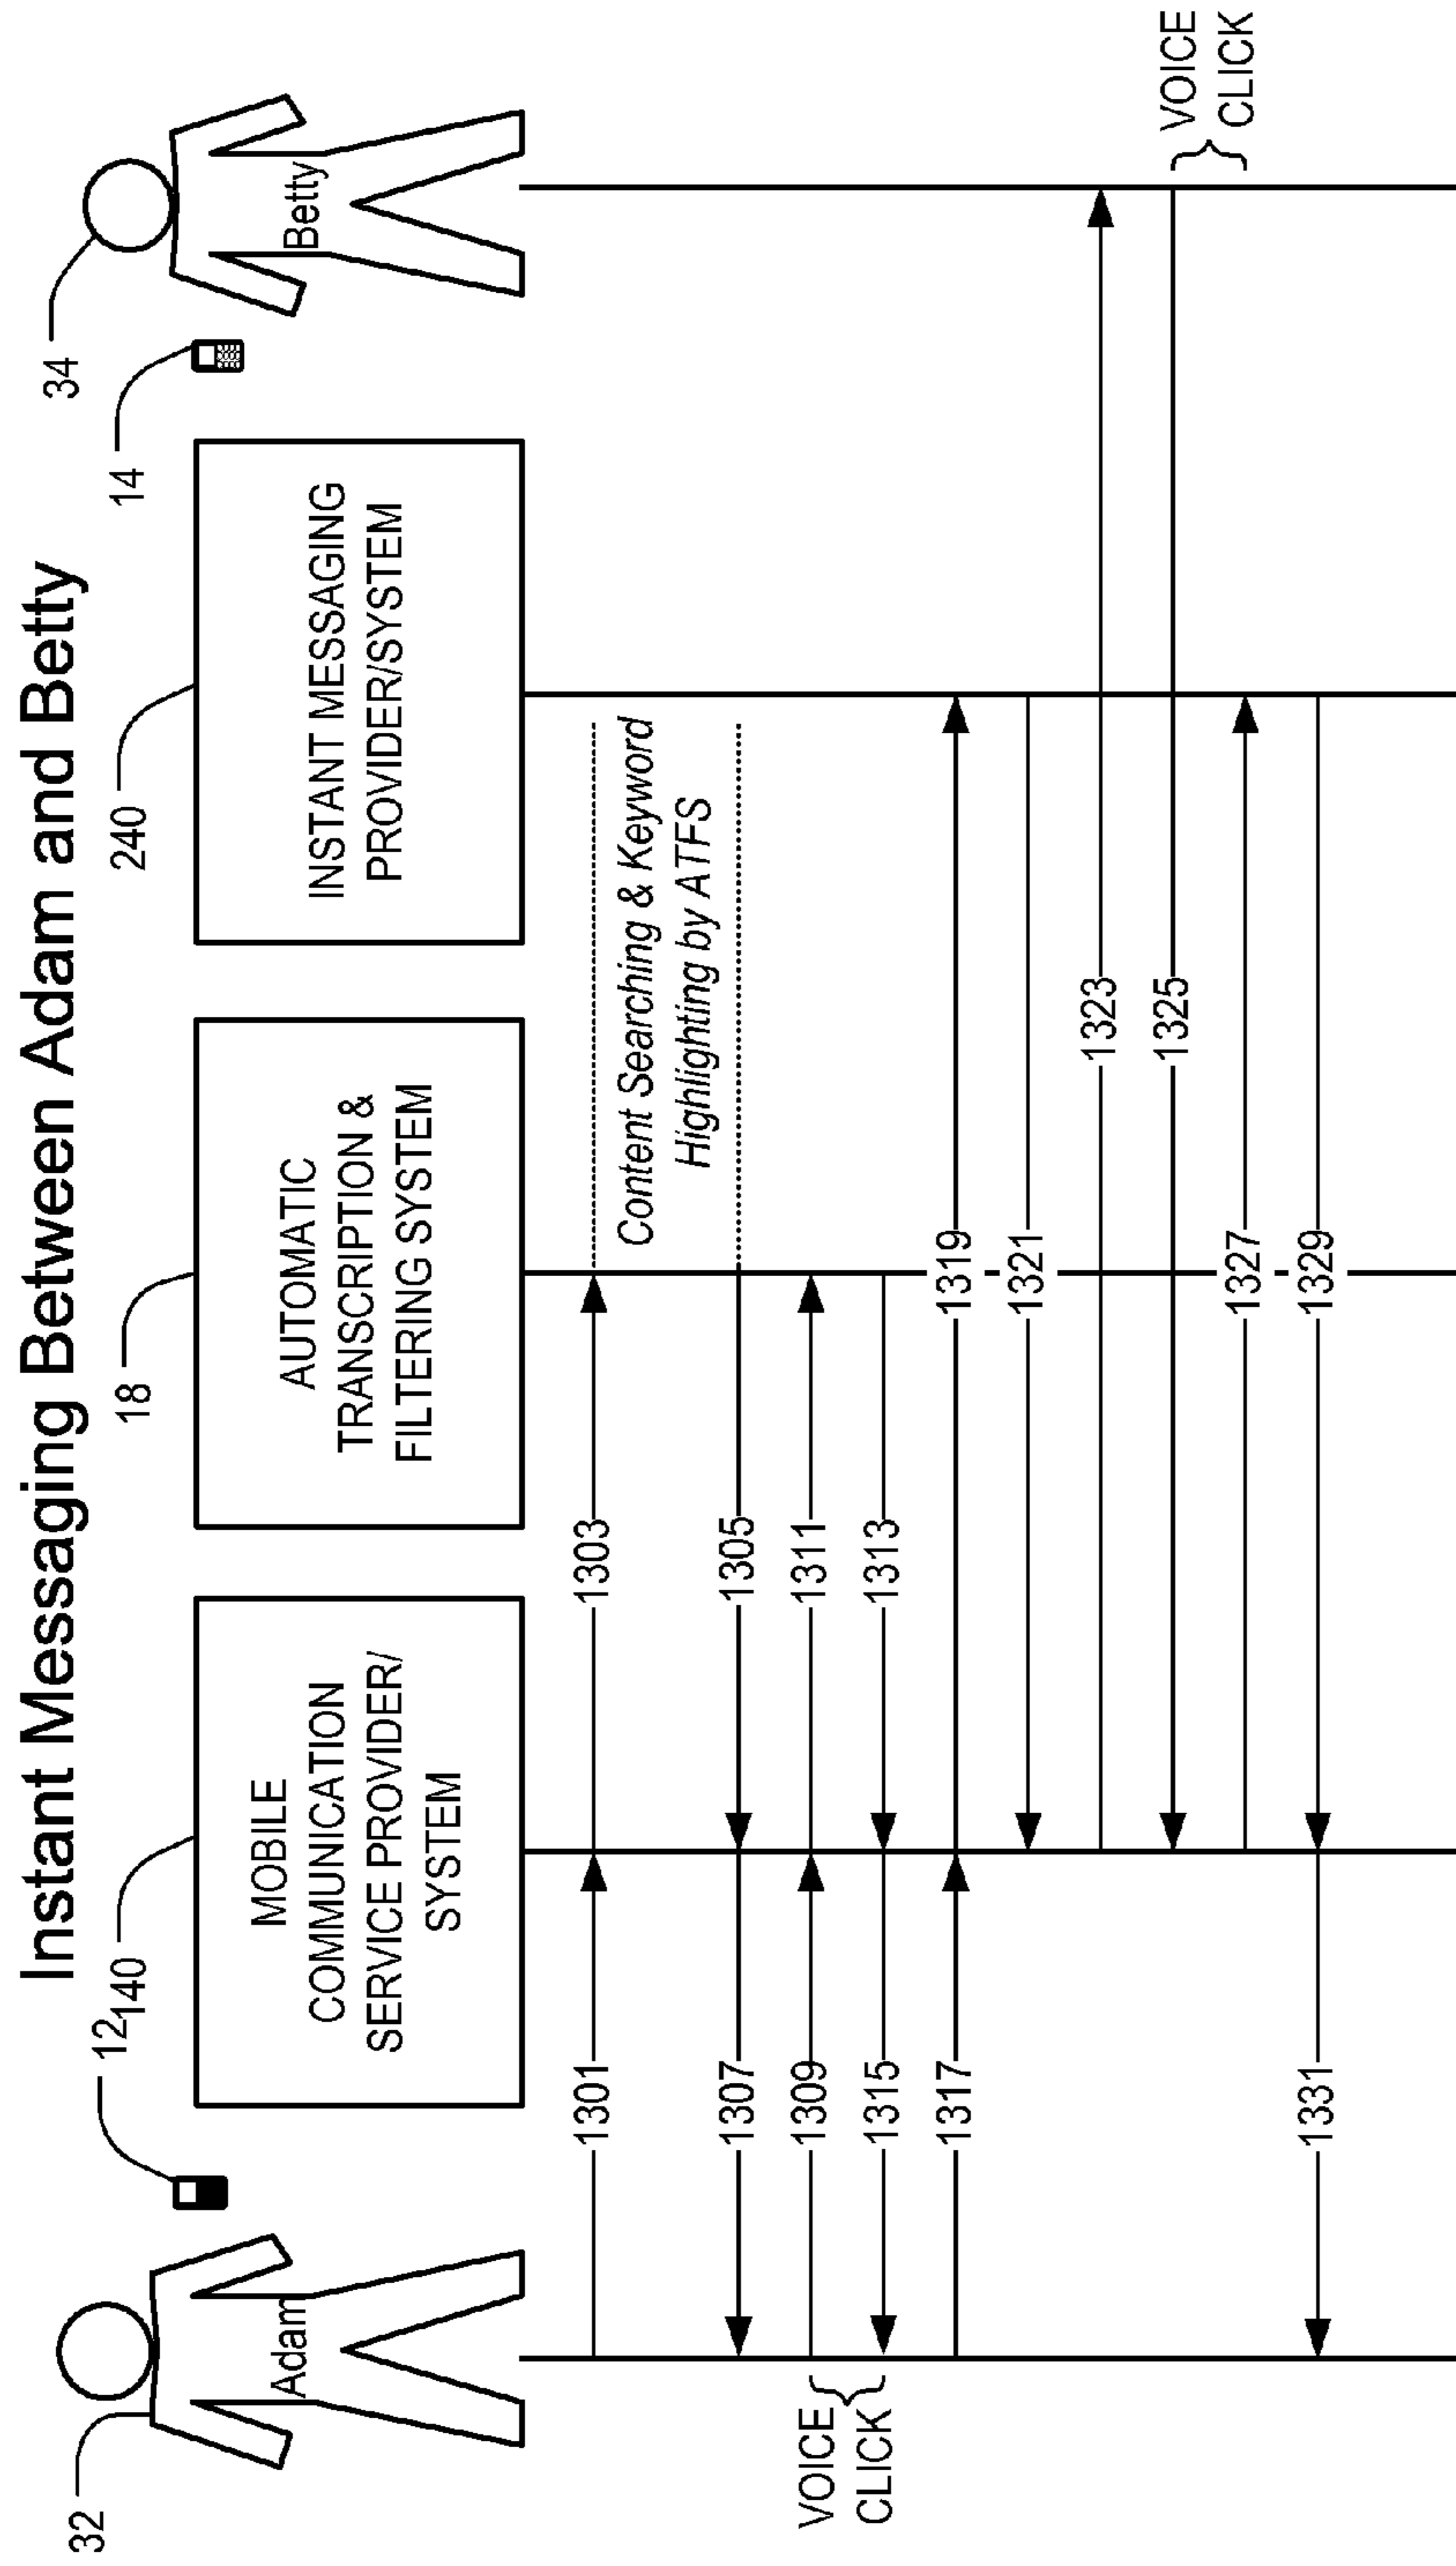 Instant Messaging Between Adam and Betty
32
12
140
18
240
14
34
Adam
MOBILE
COMMUNICATION
SERVICE PROVIDER/
SYSTEM
AUTOMATIC
TRANSCRIPTION &
FILTERING SYSTEM
INSTANT MESSAGING
PROVIDER/SYSTEM
Betty
1301
1303
Content Searching & Keyword
Highlighting by ATFS
1307
1305
VOICE
CLICK
1309
1311
1315
1313
1317
1319
1321
1323
1325
VOICE
CLICK
1327
1331
1329